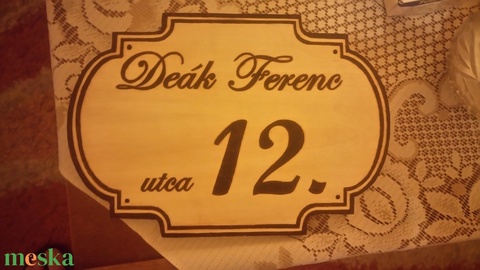 Deák Ferenc
utca 12.
meska